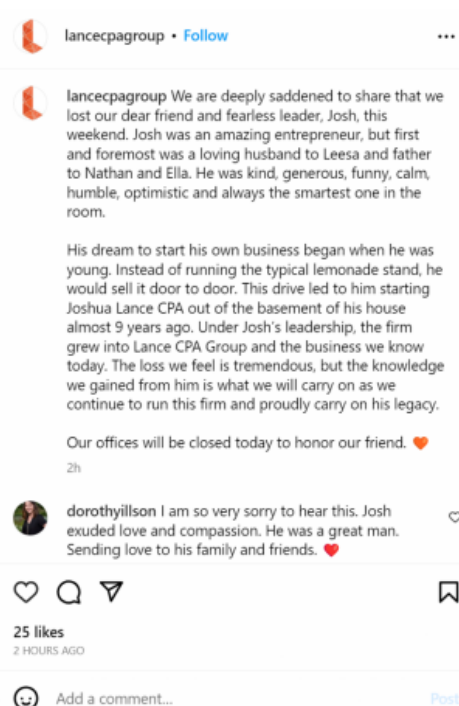 lancecpagroup • Follow
lancecpagroup We are deeply saddened to share that we
lost our dear friend and fearless leader, Josh, this
weekend. Josh was an amazing entrepreneur, but first
and foremost was a loving husband to Leesa and father
to Nathan and Ella. He was kind, generous, funny, calm,
humble, optimistic and always the smartest one in the
room.
His dream to start his own business began when he was
young. Instead of running the typical lemonade stand, he
would sell it door to door. This drive led to him starting
Joshua Lance CPA out of the basement of his house
almost 9 years ago. Under Josh's leadership, the firm
grew into Lance CPA Group and the business we know
today. The loss we feel is tremendous, but the knowledge
we gained from him is what we will carry on as we
continue to run this firm and proudly carry on his legacy.
Our offices will be closed today to honor our friend. 🧡
2h
dorothyillson I am so very sorry to hear this. Josh
exuded love and compassion. He was a great man.
Sending love to his family and friends. ❤️
25 likes
2 HOURS AGO
Add a comment...
Post